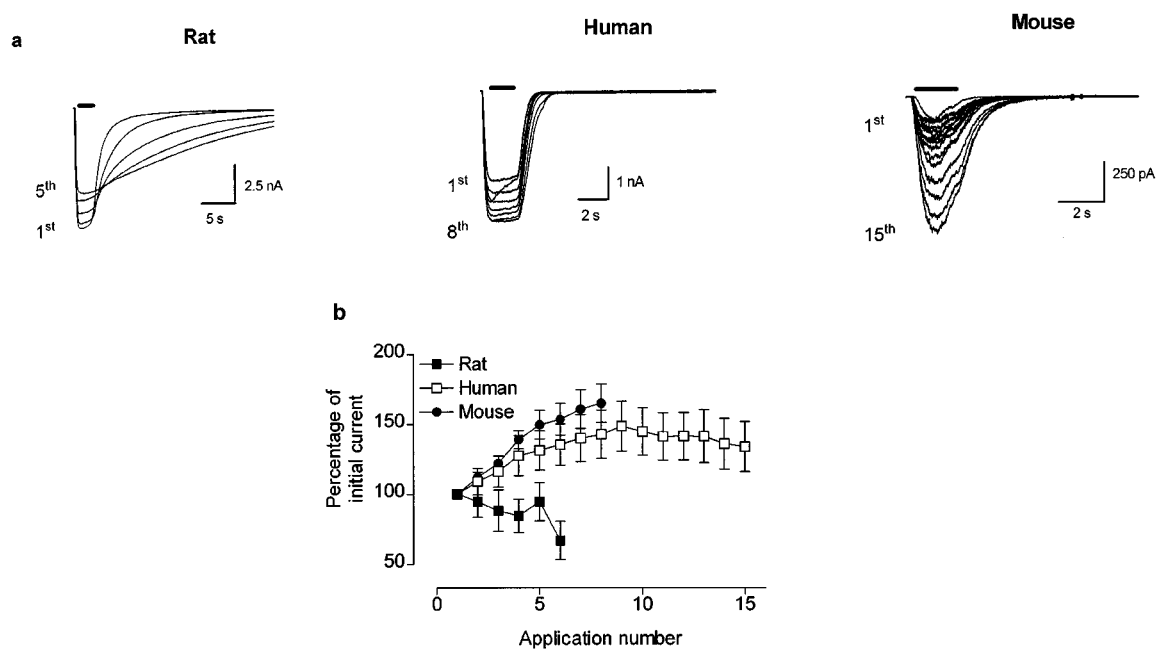 a
Rat
Human
Mouse
5th
1st
2.5 nA
5 s
1st
8th
1 nA
2 s
1st
15th
250 pA
2 s
b
200
150
100
50
Percentage of
initial current
Rat
Human
Mouse
0
5
10
15
Application number